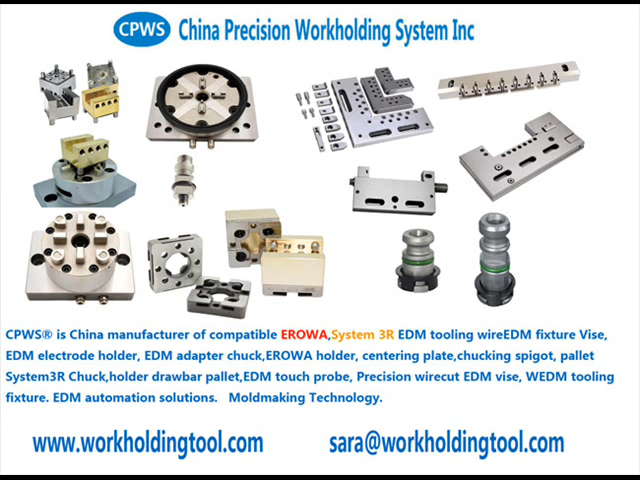 CPWS China Precision Workholding System Inc
CPWS® is China manufacturer of compatible EROWA,System 3R EDM tooling wireEDM fixture Vise,
EDM electrode holder, EDM adapter chuck,EROWA holder, centering plate,chucking spigot, pallet
System3R Chuck,holder drawbar pallet,EDM touch probe, Precision wirecut EDM vise, WEDM tooling
fixture. EDM automation solutions. Moldmaking Technology.
www.workholdingtool.com sara@workholdingtool.com